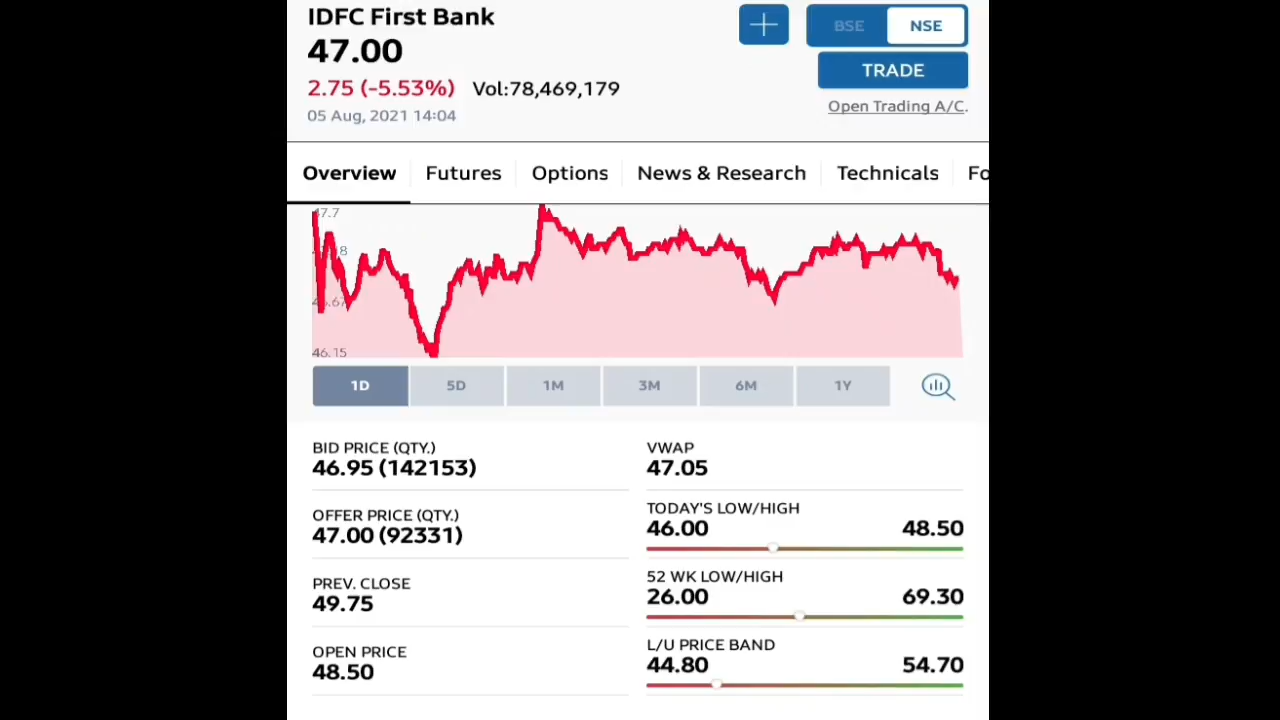 IDFC First Bank
47.00
2.75 (-5.53%) Vol:78,469,179
05 Aug, 2021 14:04
BSE NSE
TRADE
Open Trading A/C.
Overview Futures Options News & Research Technicals Fo
47.7
46.15
1D 5D 1M 3M 6M 1Y
BID PRICE (QTY.)
46.95 (142153)
OFFER PRICE (QTY.)
47.00 (92331)
PREV. CLOSE
49.75
OPEN PRICE
48.50
VWAP
47.05
TODAY'S LOW/HIGH
46.00 48.50
52 WK LOW/HIGH
26.00 69.30
L/U PRICE BAND
44.80 54.70